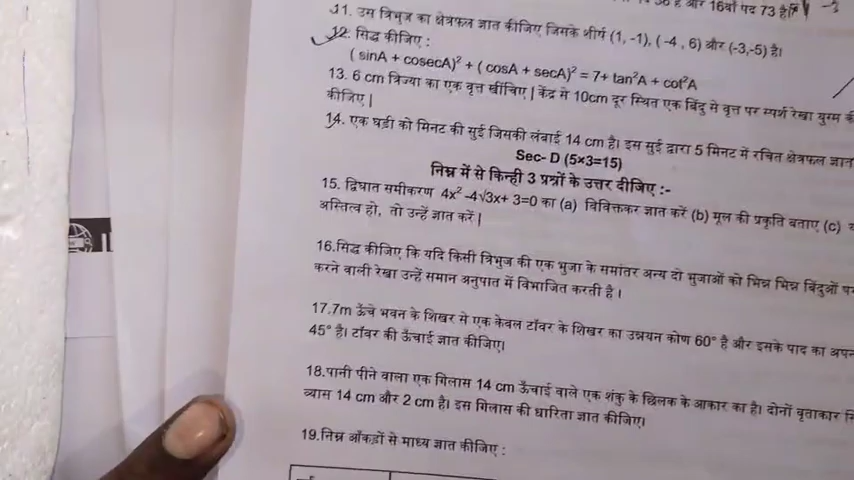 है और 16वाँ पद 73 है।
11. उस त्रिभुज का क्षेत्रफल ज्ञात कीजिए जिसके शीर्ष (1, -1), (-4 , 6) और (-3,-5) है।
12. सिद्ध कीजिए :
( sinA + cosecA)² + ( cosA + secA)² = 7+ tan²A + cot²A
13. 6 cm त्रिज्या का एक वृत्त खींचिए | केंद्र से 10cm दूर स्थित एक बिंदु से वृत्त पर स्पर्श रेखा युग्म की
कीजिए |
14. एक घड़ी को मिनट की सुई जिसकी लंबाई 14 cm है। इस सुई द्वारा 5 मिनट में रचित क्षेत्रफल ज्ञात
Sec- D (5×3=15)
निम्न में से किन्ही 3 प्रश्नों के उत्तर दीजिए :-
15. द्विघात समीकरण 4x² -4√3x+ 3=0 का (a) विविक्तकर ज्ञात करें (b) मूल की प्रकृति बताए (c)
अस्तित्व हो, तो उन्हें ज्ञात करें |
16.सिद्ध कीजिए कि यदि किसी त्रिभुज की एक भुजा के समांतर अन्य दो भुजाओं को भिन्न भिन्न बिंदुओं
करने वाली रेखा उन्हें समान अनुपात में विभाजित करती है ।
17.7m ऊँचे भवन के शिखर से एक केबल टॉवर के शिखर का उन्नयन कोण 60° है और इसके पाद का
45° है। टॉवर की ऊँचाई ज्ञात कीजिए।
18.पानी पीने वाला एक गिलास 14 cm ऊँचाई वाले एक शंकु के छिन्नक के आकार का है। दोनों वृताकार
व्यास 14 cm और 2 cm है। इस गिलास की धारिता ज्ञात कीजिए।
19.निम्न आँकड़ों से माध्य ज्ञात कीजिए :